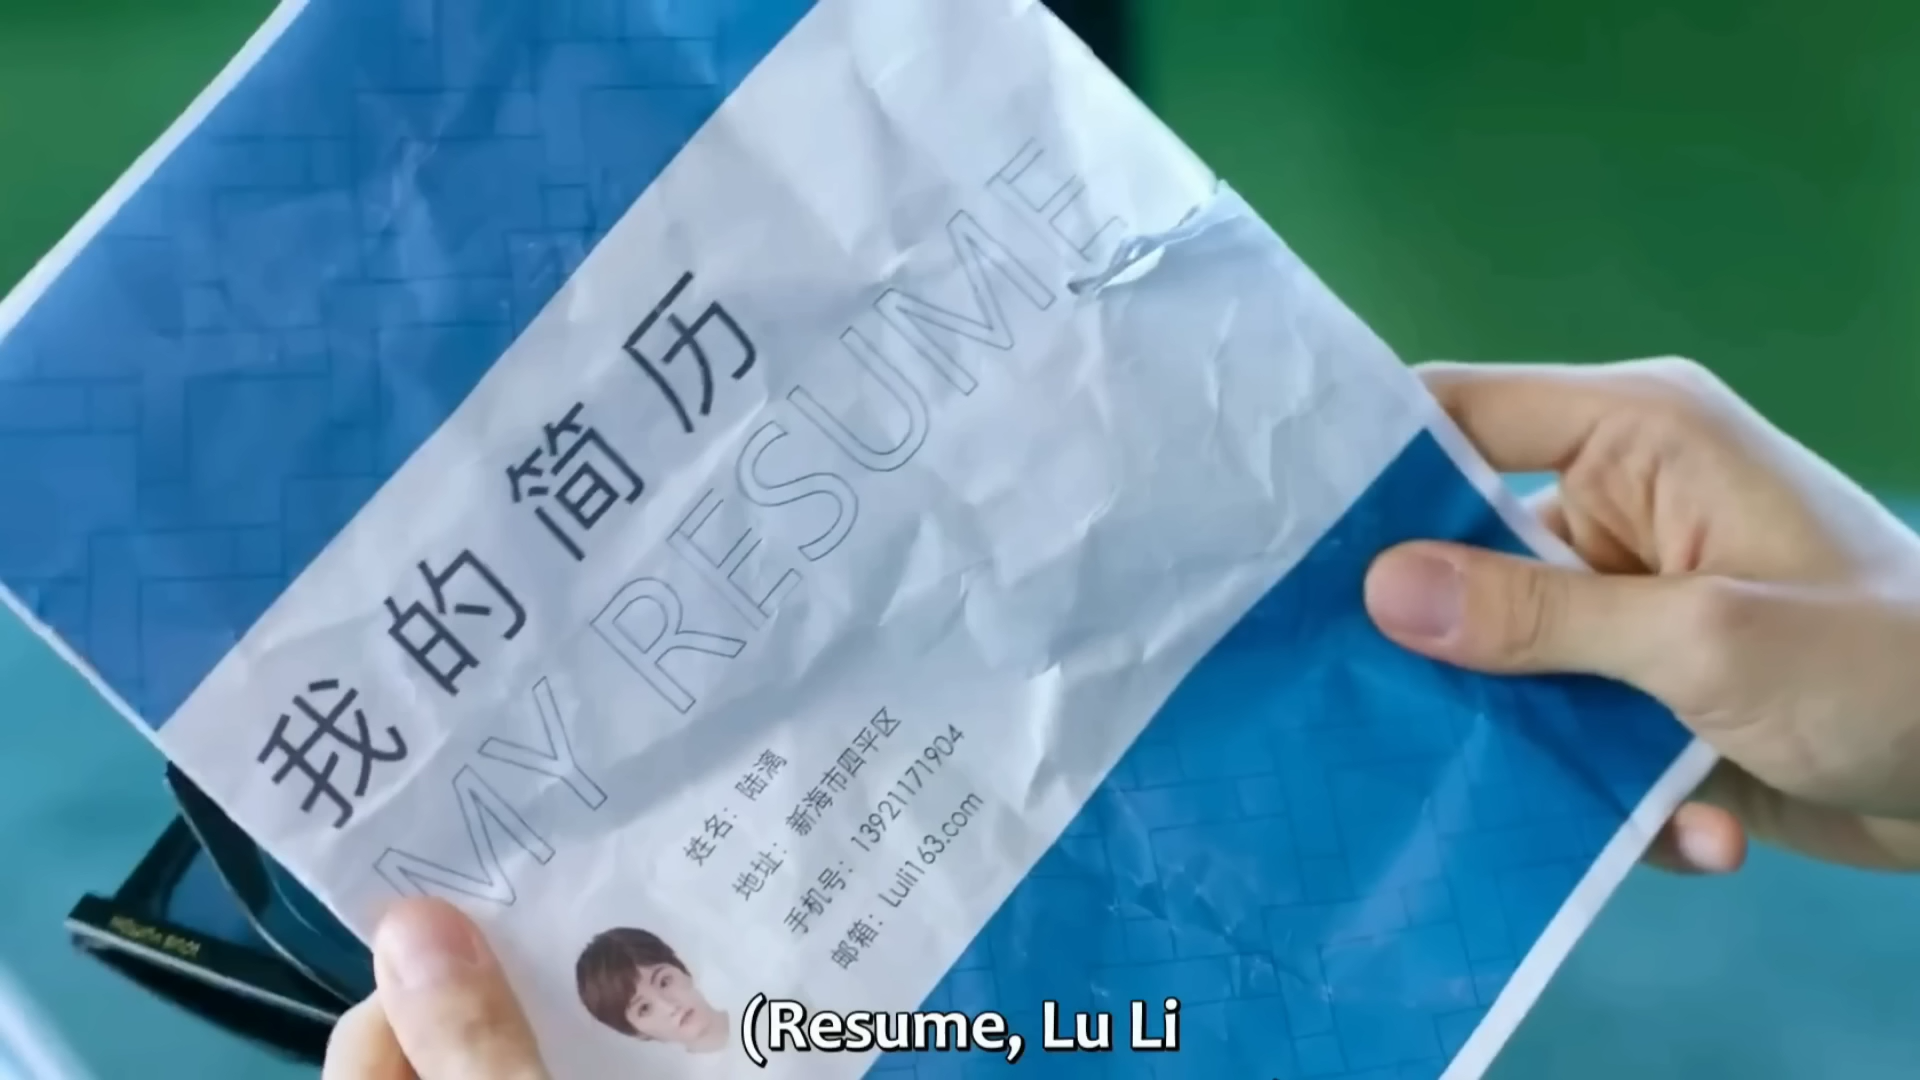 我的简历
MY RESUME
姓名：陆漓
地址：新海市四平区
手机号：13921171904
邮箱：Luli163.com
(Resume, Lu Li